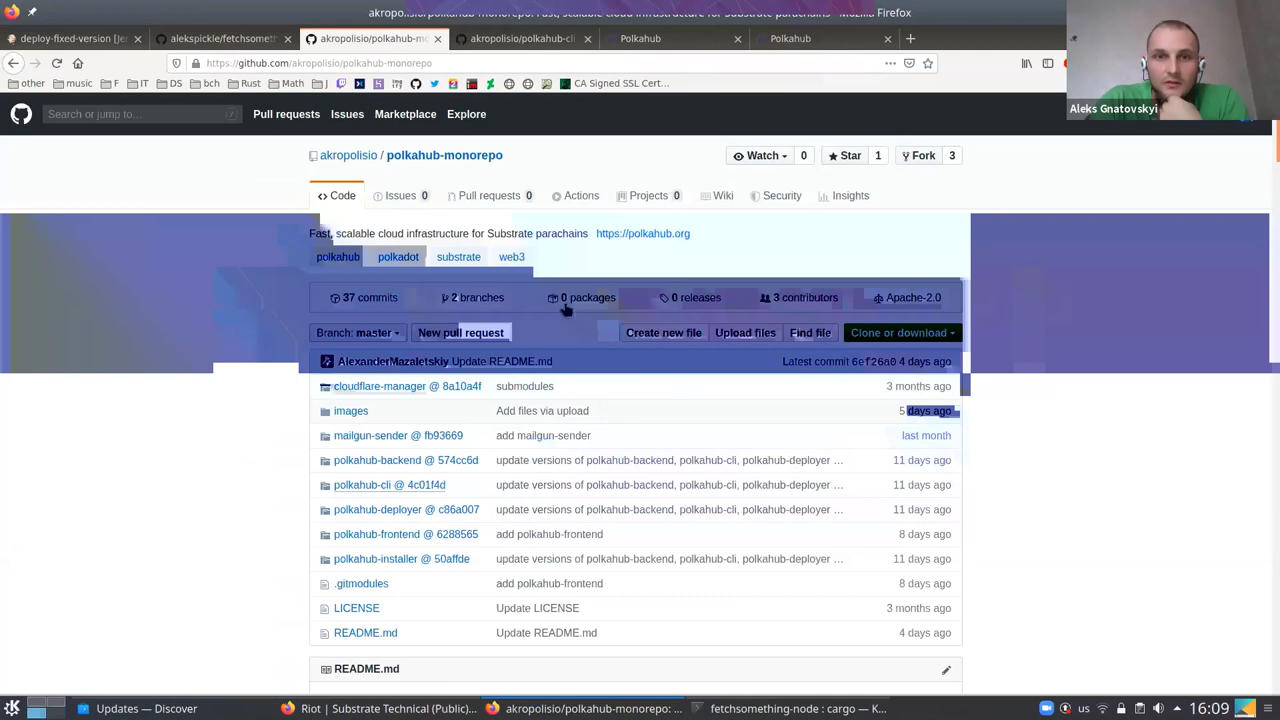 akropolisio/polkahub-monorepo: Fast, scalable cloud infrastructure for Substrate parachains - Mozilla Firefox
deploy-fixed-version [Jer
alekspickle/fetchsometh
akropolisio/polkahub-mo
akropolisio/polkahub-cli
Polkahub
Polkahub
https://github.com/akropolisio/polkahub-monorepo
other
music
F
IT
DS
bch
Rust
Math
J
CA Signed SSL Cert...
Aleks Gnatovskyi
Search or jump to...
/
Pull requests
Issues
Marketplace
Explore
akropolisio / polkahub-monorepo
Watch
0
Star
1
Fork
3
Code
Issues 0
Pull requests 0
Actions
Projects 0
Wiki
Security
Insights
Fast, scalable cloud infrastructure for Substrate parachains https://polkahub.org
polkahub
polkadot
substrate
web3
37 commits
2 branches
0 packages
0 releases
3 contributors
Apache-2.0
Branch: master
New pull request
Create new file
Upload files
Find file
Clone or download
AlexanderMazaletskiy Update README.md
Latest commit 6ef26a0 4 days ago
cloudflare-manager @ 8a10a4f
submodules
3 months ago
images
Add files via upload
5 days ago
mailgun-sender @ fb93669
add mailgun-sender
last month
polkahub-backend @ 574cc6d
update versions of polkahub-backend, polkahub-cli, polkahub-deployer ...
11 days ago
polkahub-cli @ 4c01f4d
update versions of polkahub-backend, polkahub-cli, polkahub-deployer ...
11 days ago
polkahub-deployer @ c86a007
update versions of polkahub-backend, polkahub-cli, polkahub-deployer ...
11 days ago
polkahub-frontend @ 6288565
add polkahub-frontend
8 days ago
polkahub-installer @ 50affde
update versions of polkahub-backend, polkahub-cli, polkahub-deployer ...
11 days ago
.gitmodules
add polkahub-frontend
8 days ago
LICENSE
Update LICENSE
3 months ago
README.md
Update README.md
4 days ago
README.md
Updates — Discover
Riot | Substrate Technical (Public)...
akropolisio/polkahub-monorepo: ...
fetchsomething-node : cargo — K...
us
16:09